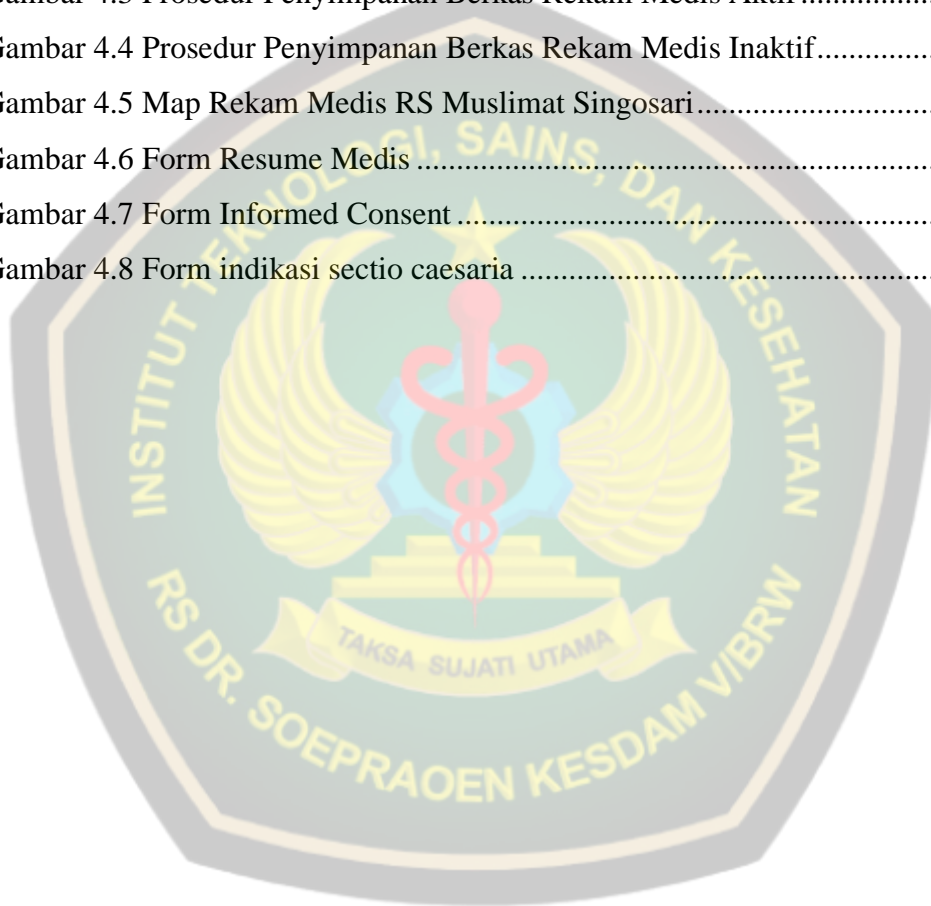 Gambar 4.3 Prosedur Penyimpanan Berkas Rekam Medis Aktif ................
Gambar 4.4 Prosedur Penyimpanan Berkas Rekam Medis Inaktif..............
Gambar 4.5 Map Rekam Medis RS Muslimat Singosari.............................
Gambar 4.6 Form Resume Medis ................................................................
Gambar 4.7 Form Informed Consent ...........................................................
Gambar 4.8 Form indikasi sectio caesaria ...................................................
INSTITUT TEKNOLOGI, SAINS, DAN KESEHATAN
TAKSA SUJATI UTAMA
RS DR. SOEPRAOEN KESDAM V/BRW